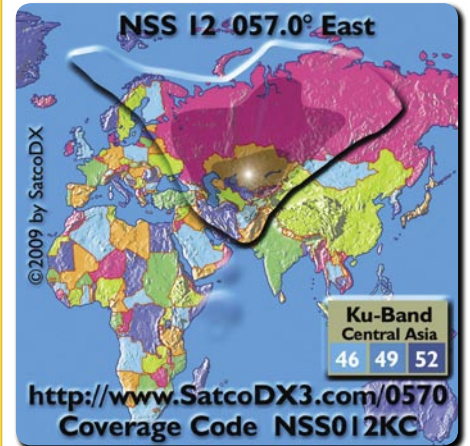 NSS 12 057.0° East
©2009 by SatcoDX
Ku-Band
Central Asia
46 49 52
http://www.SatcoDX3.com/0570
Coverage Code NSS012KC